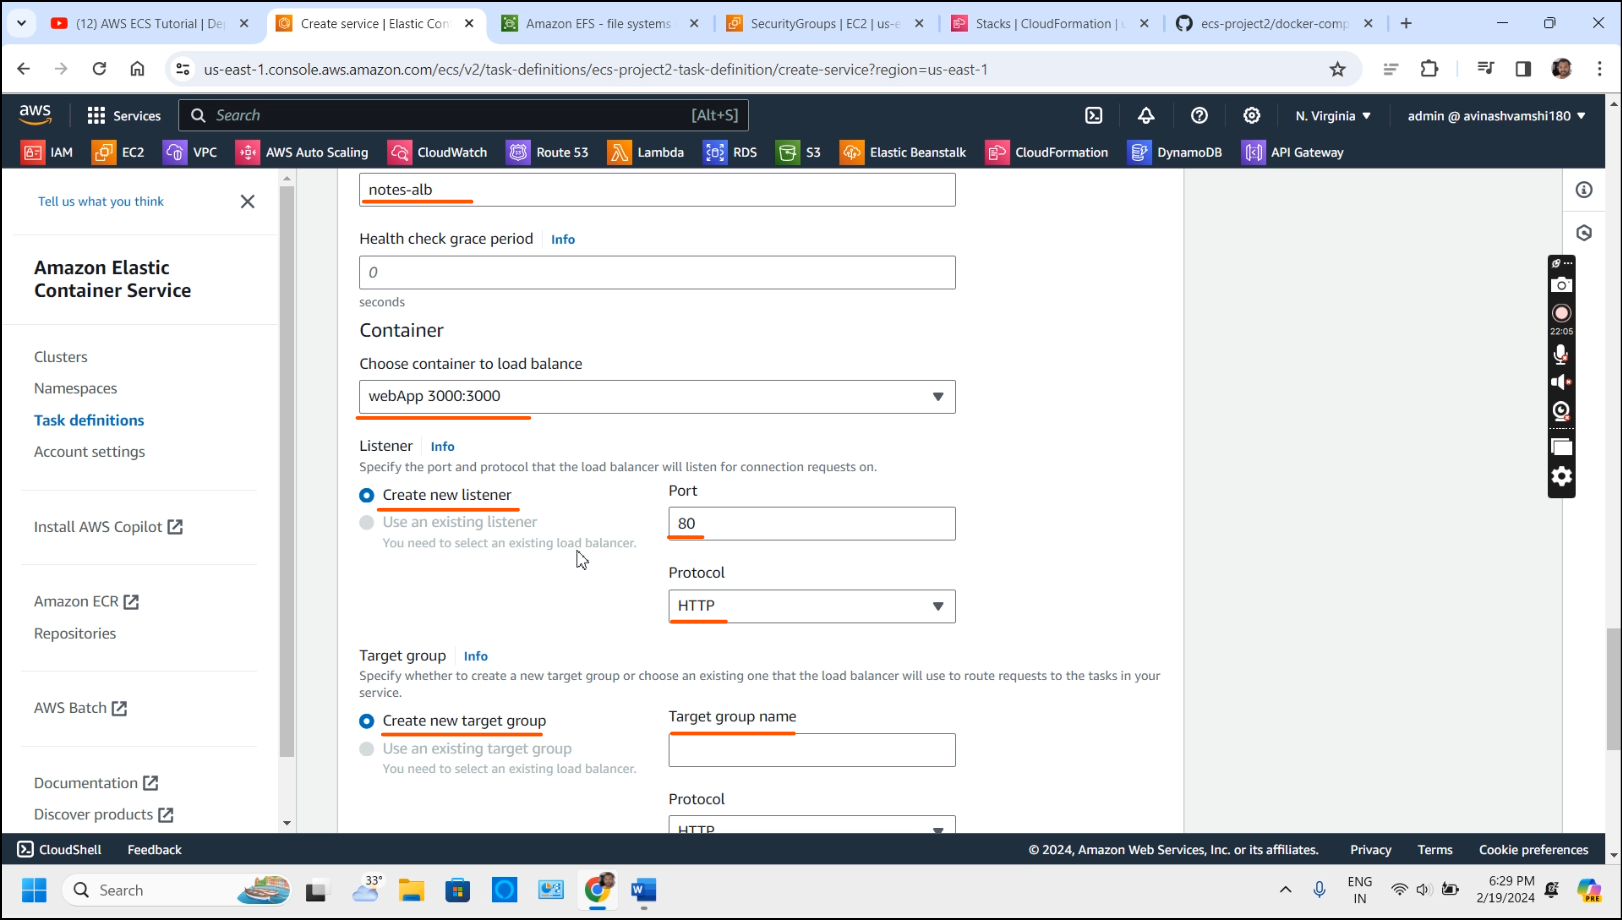 (12) AWS ECS Tutorial | De
Create service | Elastic Con
Amazon EFS - file systems
SecurityGroups | EC2 | us-e
Stacks | CloudFormation |
ecs-project2/docker-comp
us-east-1.console.aws.amazon.com/ecs/v2/task-definitions/ecs-project2-task-definition/create-service?region=us-east-1
aws
Services
Search
[Alt+S]
N. Virginia
admin @ avinashvamshi180
IAM
EC2
VPC
AWS Auto Scaling
CloudWatch
Route 53
Lambda
RDS
S3
Elastic Beanstalk
CloudFormation
DynamoDB
API Gateway
Tell us what you think
Amazon Elastic
Container Service
Clusters
Namespaces
Task definitions
Account settings
Install AWS Copilot
Amazon ECR
Repositories
AWS Batch
Documentation
Discover products
notes-alb
Health check grace period
Info
0
seconds
Container
Choose container to load balance
webApp 3000:3000
Listener
Info
Specify the port and protocol that the load balancer will listen for connection requests on.
Create new listener
Use an existing listener
You need to select an existing load balancer.
Port
80
Protocol
HTTP
Target group
Info
Specify whether to create a new target group or choose an existing one that the load balancer will use to route requests to the tasks in your
service.
Create new target group
Use an existing target group
You need to select an existing load balancer.
Target group name
Protocol
HTTP
22:05
CloudShell
Feedback
© 2024, Amazon Web Services, Inc. or its affiliates.
Privacy
Terms
Cookie preferences
Search
33°
ENG
IN
6:29 PM
2/19/2024
PRE